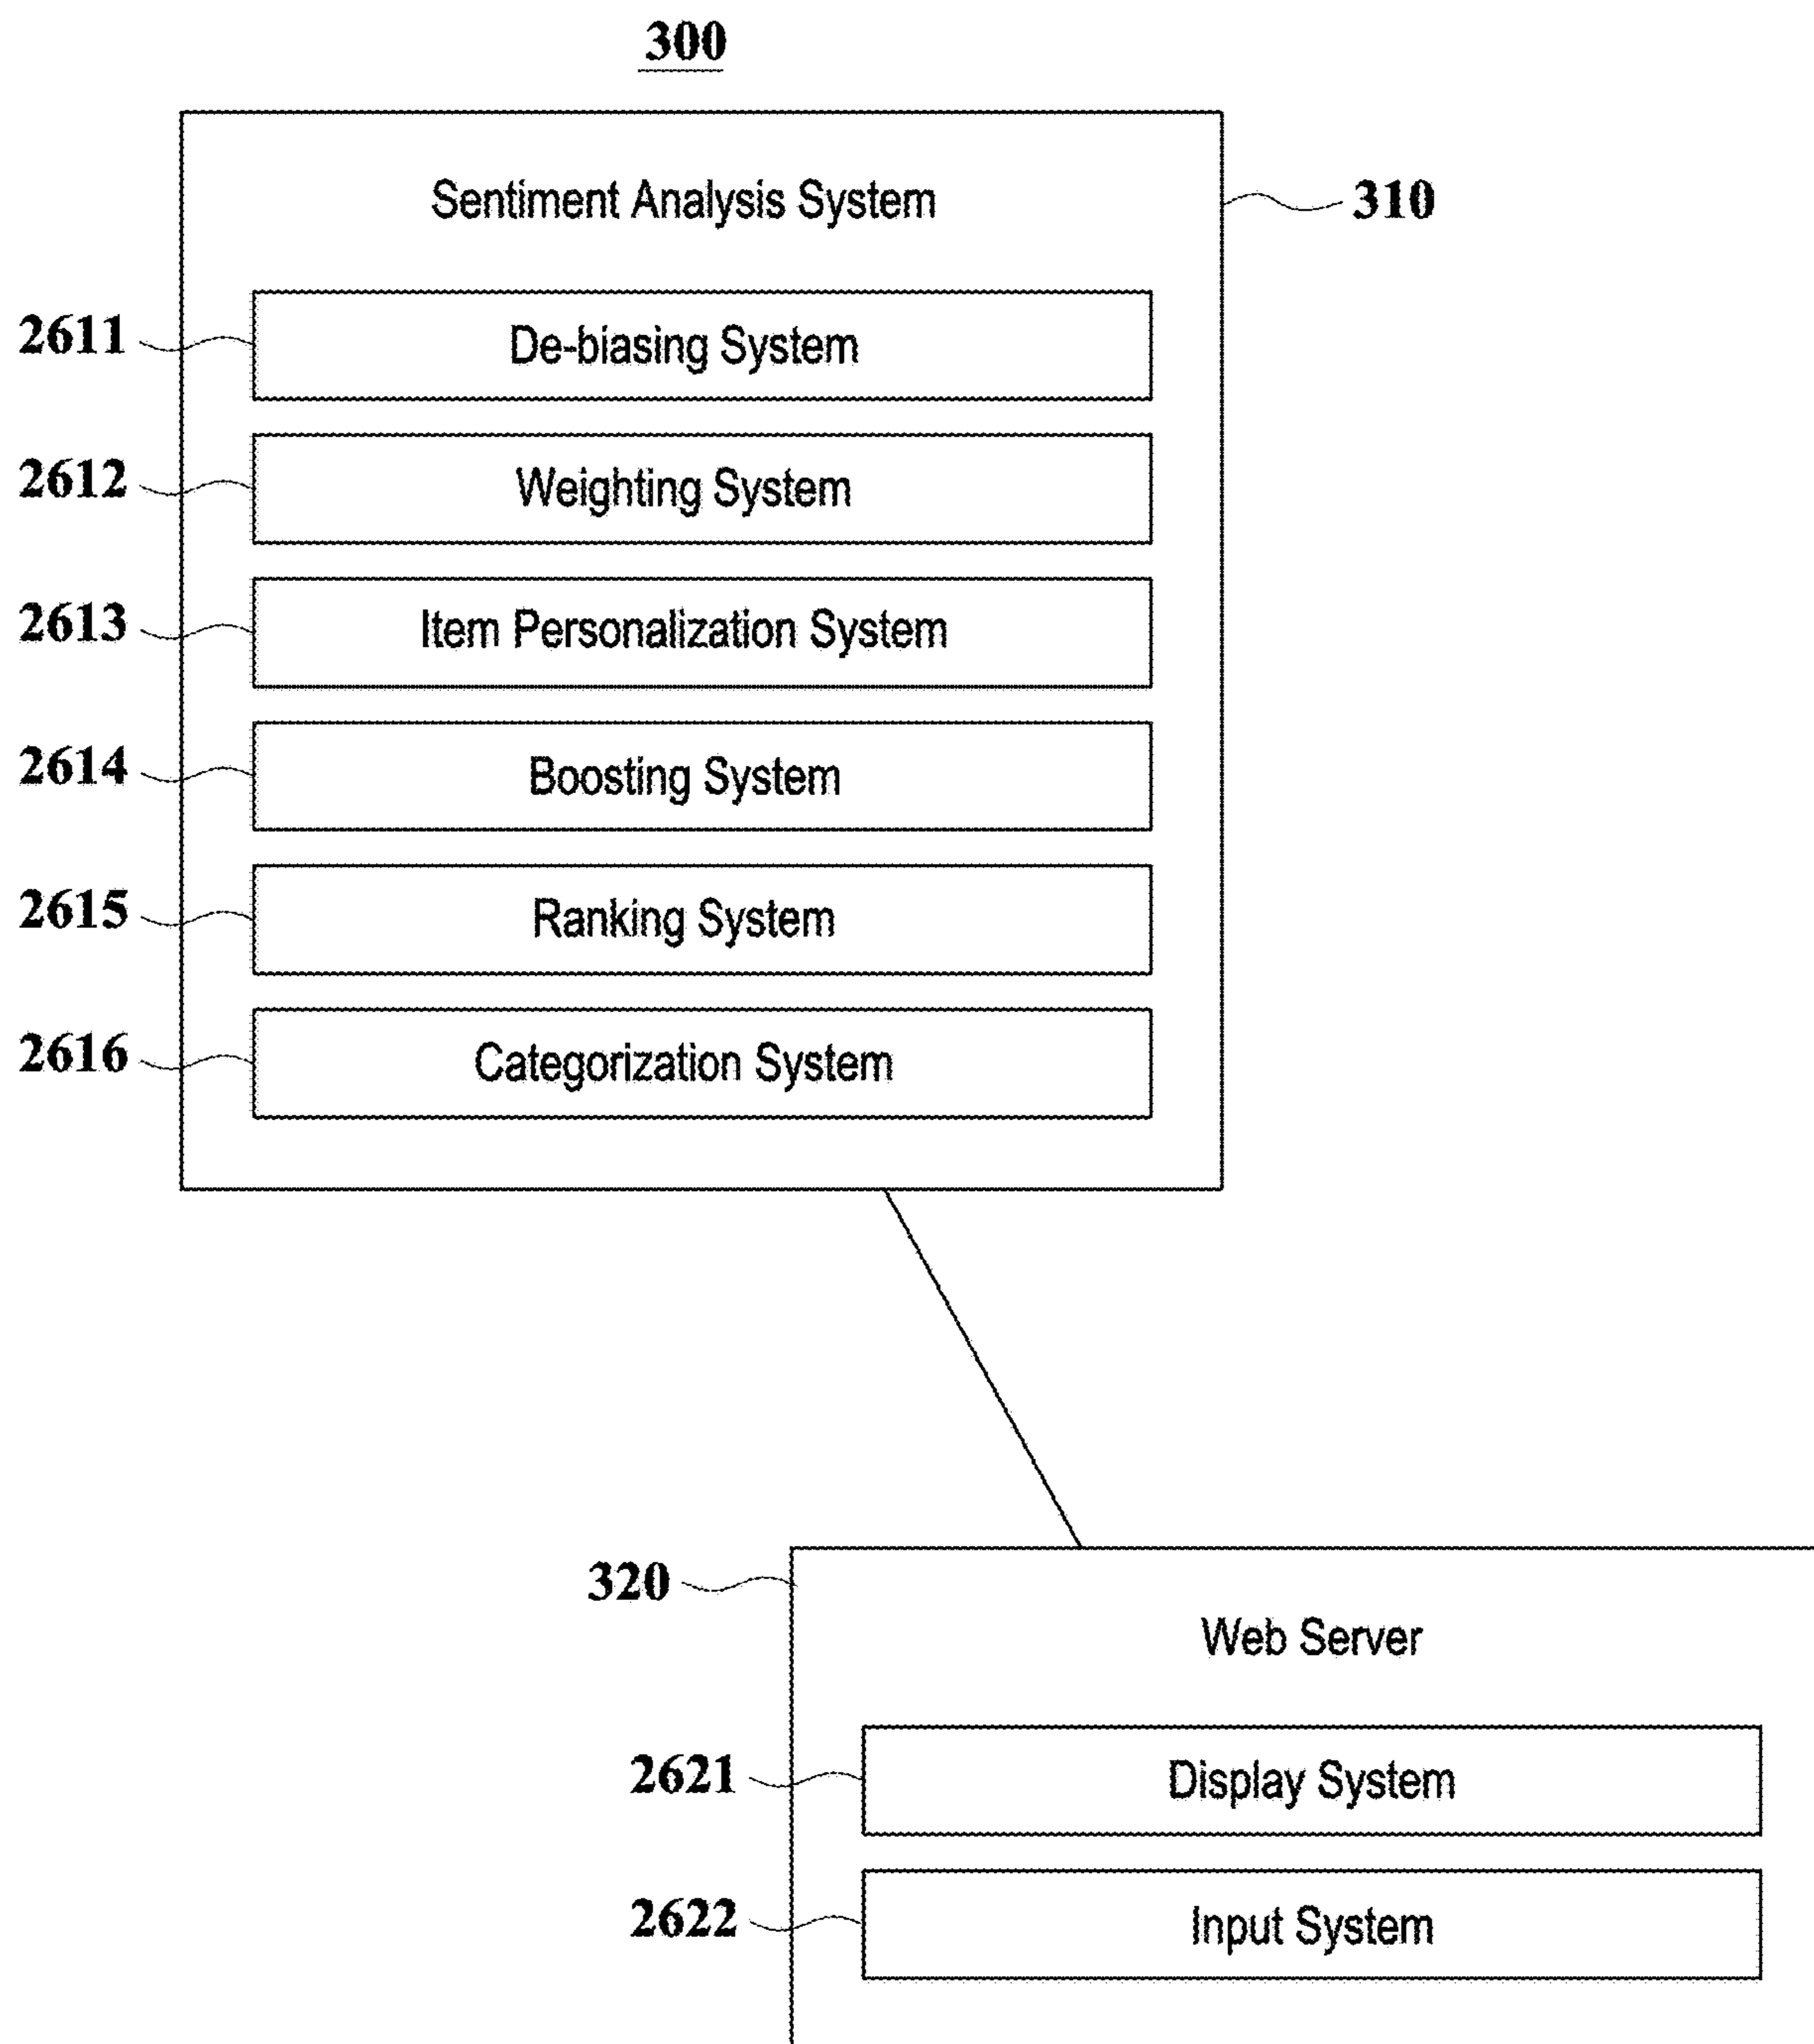 300
Sentiment Analysis System
310
2611
De-biasing System
2612
Weighting System
2613
Item Personalization System
2614
Boosting System
2615
Ranking System
2616
Categorization System
320
Web Server
2621
Display System
2622
Input System